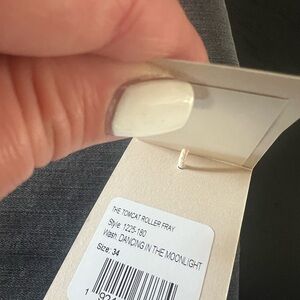 THE TOMCAT ROLLER FRAY
Style: 1225-180
Wash: DANCING IN THE MOONLIGHT
Size: 34